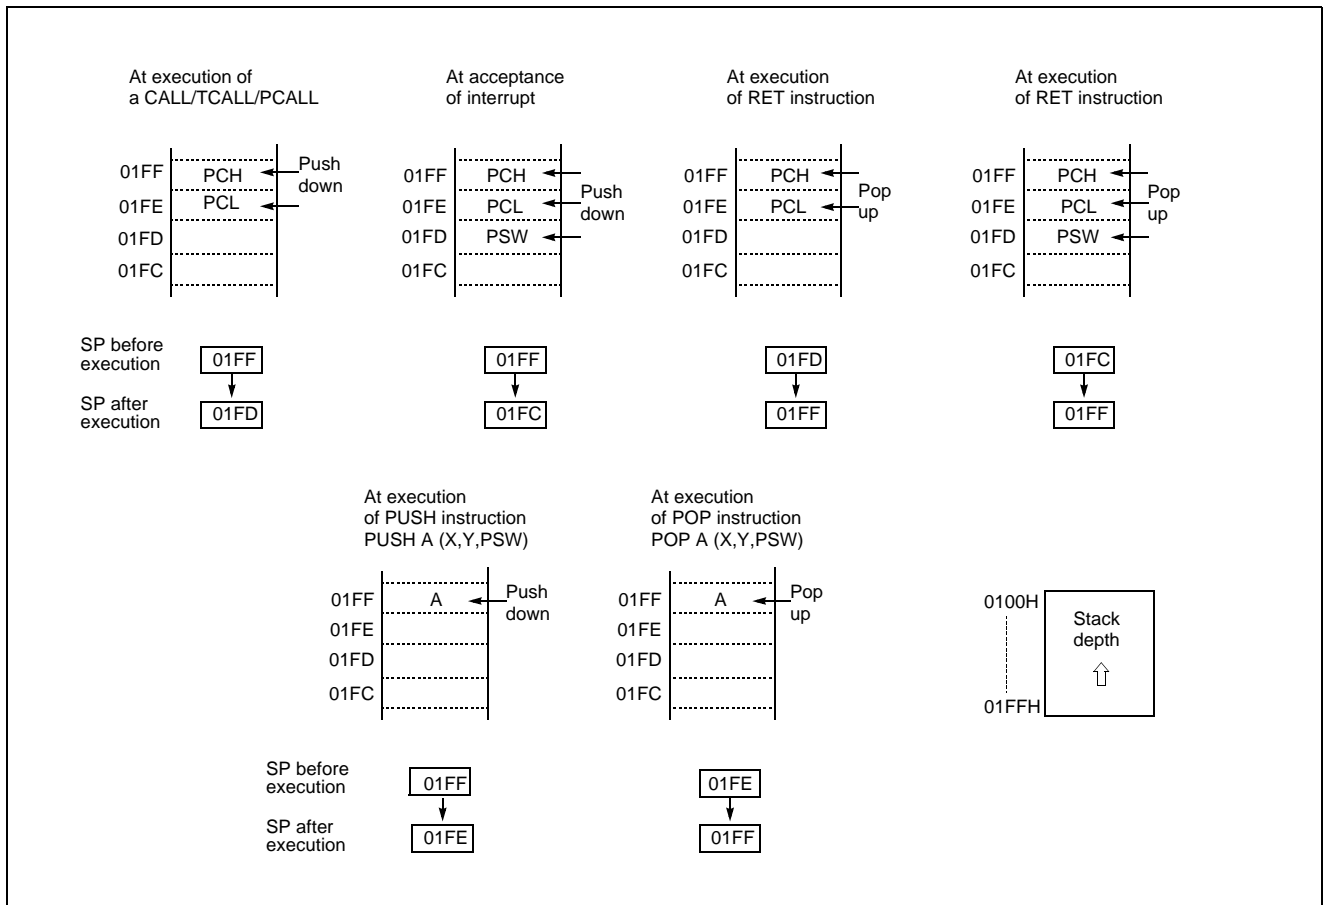 At execution of
a CALL/TCALL/PCALL
01FF PCH Push
down
01FE PCL
01FD
01FC
SP before
execution
01FF
SP after
execution
01FD
At acceptance
of interrupt
01FF PCH
Push
01FE PCL down
01FD PSW
01FC
01FF
01FC
At execution
of RET instruction
01FF PCH
Pop
01FE PCL up
01FD
01FC
01FD
01FF
At execution
of RET instruction
01FF PCH
Pop
01FE PCL up
01FD PSW
01FC
01FC
01FF
At execution
of PUSH instruction
PUSH A (X,Y,PSW)
01FF A Push
down
01FE
01FD
01FC
SP before
execution
01FF
SP after
execution
01FE
At execution
of POP instruction
POP A (X,Y,PSW)
01FF A Pop
up
01FE
01FD
01FC
01FE
01FF
0100H
Stack
depth
01FFH